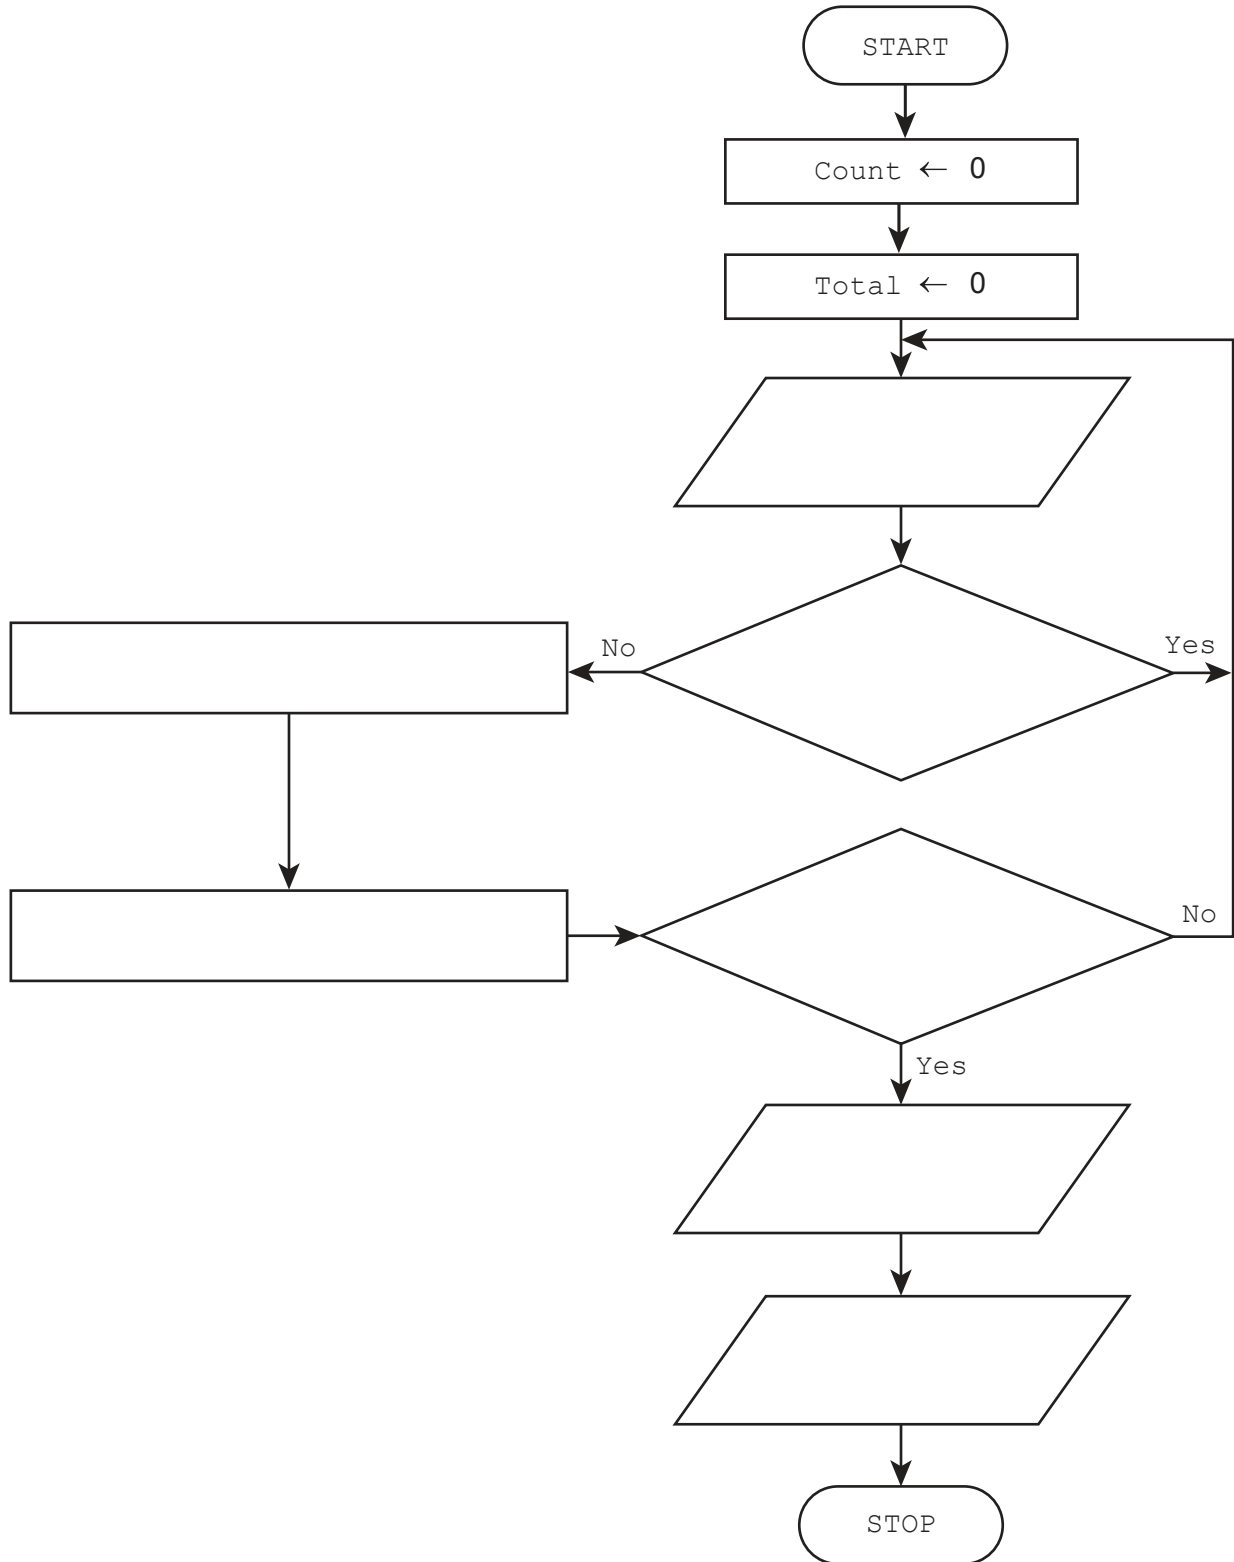 START
Count ← 0
Total ← 0
No
Yes
No
Yes
STOP